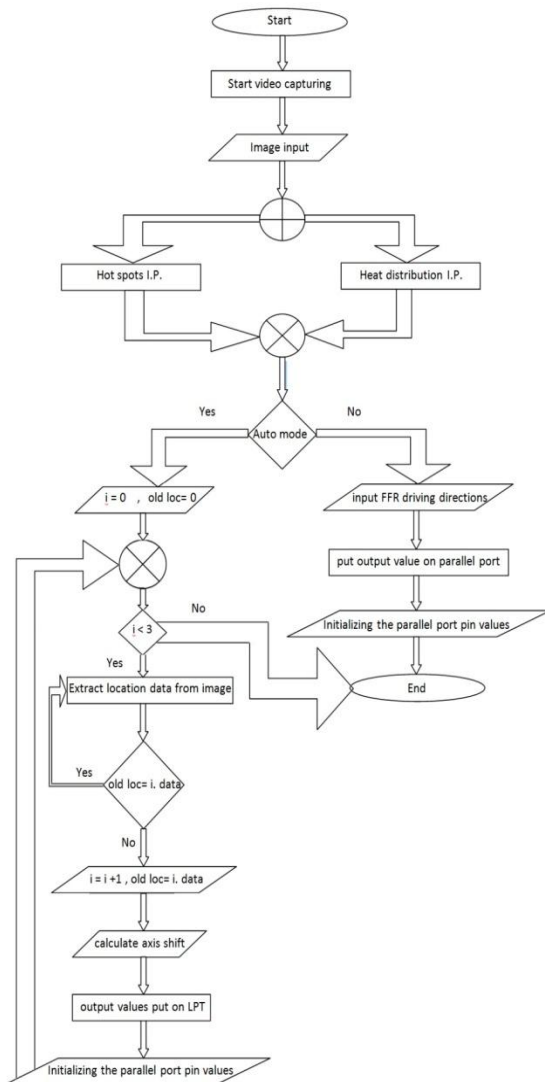 Start
Start video capturing
Image input
Hot spots I.P.
Heat distribution I.P.
Auto mode
Yes
No
i = 0 , old loc= 0
input FFR driving directions
put output value on parallel port
Initializing the parallel port pin values
End
i < 3
No
Yes
Extract location data from image
old loc= i. data
Yes
No
i = i +1 , old loc= i. data
calculate axis shift
output values put on LPT
Initializing the parallel port pin values